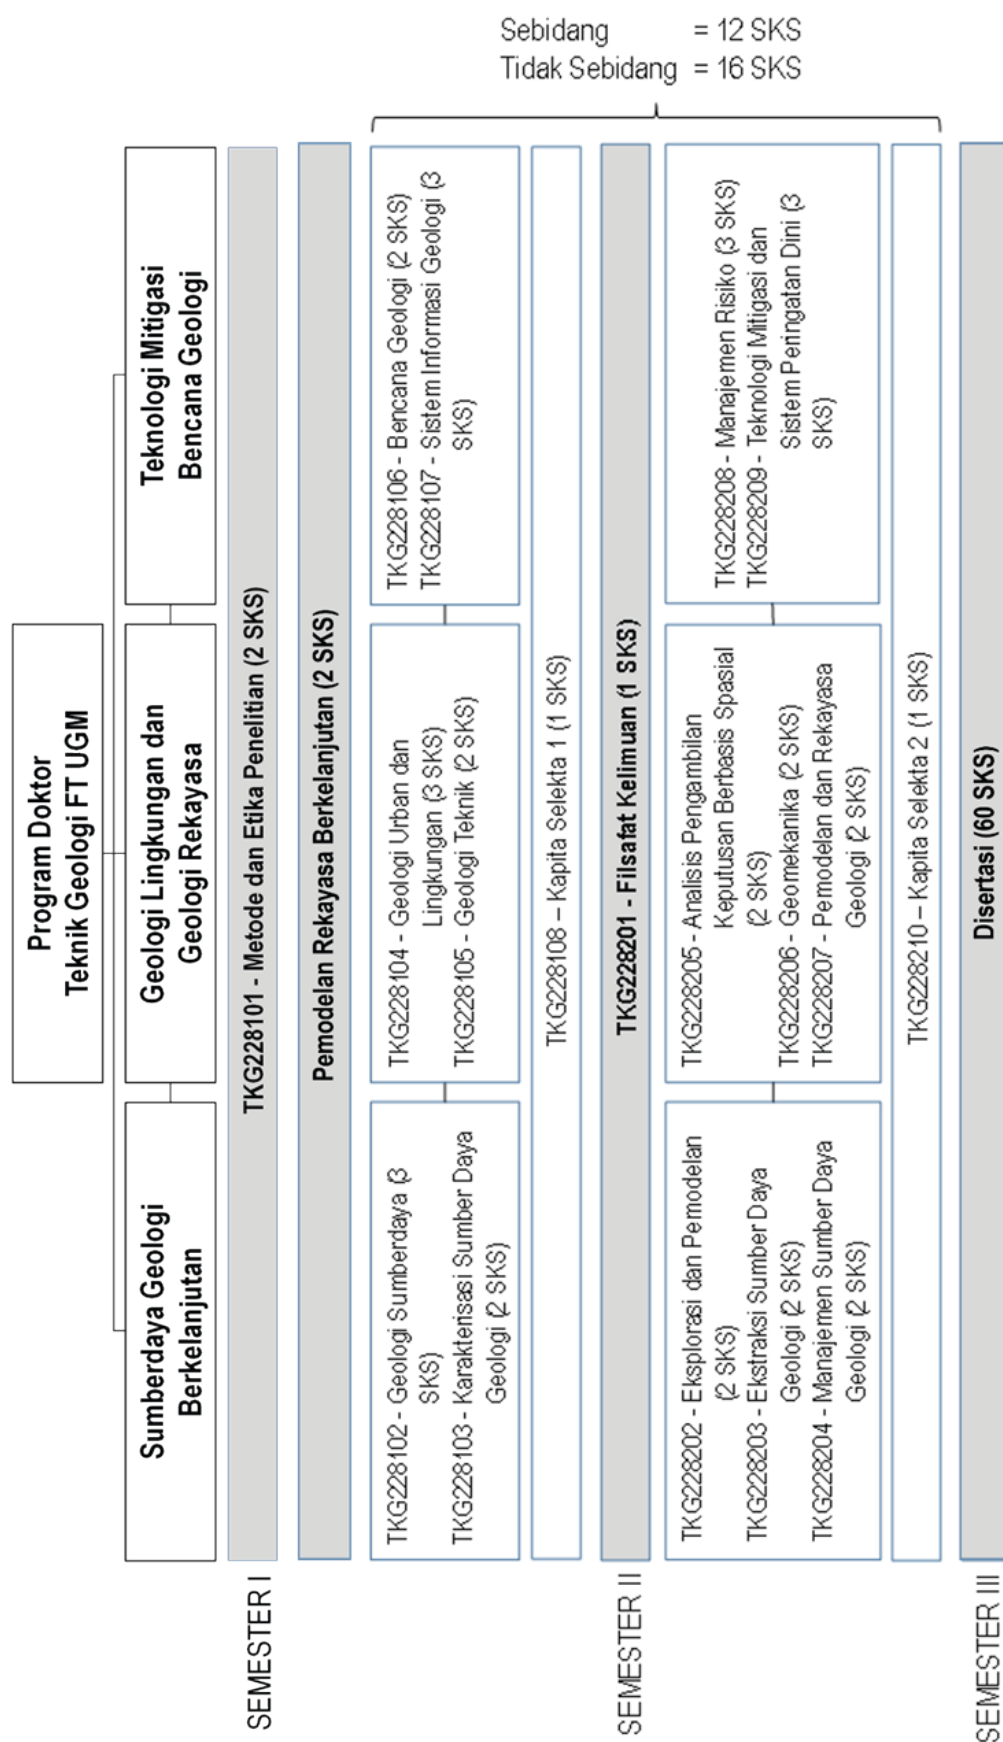 Program Doktor
Teknik Geologi FT UGM
Sumberdaya Geologi
Berkelanjutan
Geologi Lingkungan dan
Geologi Rekayasa
Teknologi Mitigasi
Bencana Geologi
SEMESTER I
TKG228101 - Metode dan Etika Penelitian (2 SKS)
Pemodelan Rekayasa Berkelanjutan (2 SKS)
TKG228102 - Geologi Sumberdaya (3
SKS)
TKG228103 - Karakterisasi Sumber Daya
Geologi (2 SKS)
TKG228104 - Geologi Urban dan
Lingkungan (3 SKS)
TKG228105 - Geologi Teknik (2 SKS)
TKG228106 - Bencana Geologi (2 SKS)
TKG228107 - Sistem Informasi Geologi (3
SKS)
TKG228108 – Kapita Selekta 1 (1 SKS)
SEMESTER II
TKG228201 - Filsafat Kelimuan (1 SKS)
TKG228202 - Eksplorasi dan Pemodelan
(2 SKS)
TKG228203 - Ekstraksi Sumber Daya
Geologi (2 SKS)
TKG228204 - Manajemen Sumber Daya
Geologi (2 SKS)
TKG228205 - Analisis Pengambilan
Keputusan Berbasis Spasial
(2 SKS)
TKG228206 - Geomekanika (2 SKS)
TKG228207 - Pemodelan dan Rekayasa
Geologi (2 SKS)
TKG228208 - Manajemen Risiko (3 SKS)
TKG228209 - Teknologi Mitigasi dan
Sistem Peringatan Dini (3
SKS)
TKG228210 – Kapita Selekta 2 (1 SKS)
SEMESTER III
Disertasi (60 SKS)
Sebidang = 12 SKS
Tidak Sebidang = 16 SKS